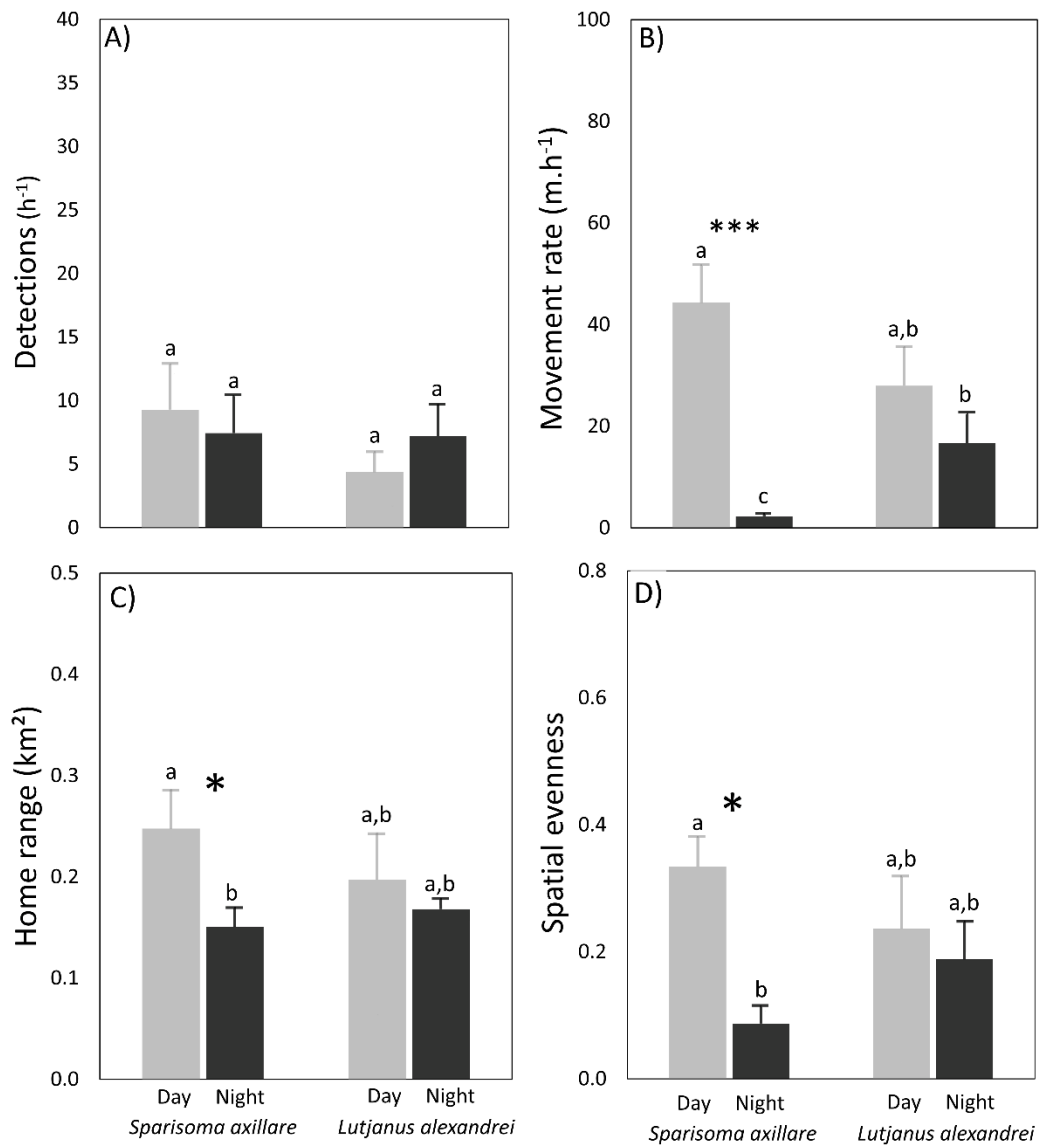 A)
40
35
30
25
20
15
10
5
0
Detections (h⁻¹)
a
a
a
a
B)
100
80
60
40
20
0
Movement rate (m.h⁻¹)
***
a
c
a,b
b
C)
0.5
0.4
0.3
0.2
0.1
0.0
Home range (km²)
a
*
b
a,b
a,b
Day Night Day Night
Sparisoma axillare Lutjanus alexandrei
D)
0.8
0.6
0.4
0.2
0.0
Spatial evenness
a
*
b
a,b
a,b
Day Night Day Night
Sparisoma axillare Lutjanus alexandrei